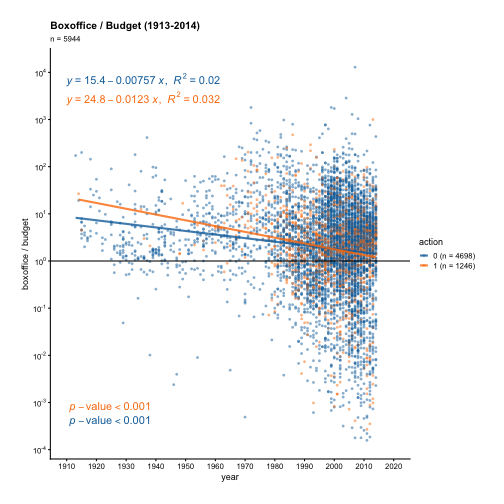 Boxoffice / Budget (1913-2014)
n = 5944
y = 15.4 – 0.00757 x, R² = 0.02
y = 24.8 – 0.0123 x, R² = 0.032
10⁴
10³
10²
10¹
10⁰
10⁻¹
10⁻²
10⁻³
10⁻⁴
boxoffice / budget
action
0 (n = 4698)
1 (n = 1246)
p – value < 0.001
p – value < 0.001
1910 1920 1930 1940 1950 1960 1970 1980 1990 2000 2010 2020
year